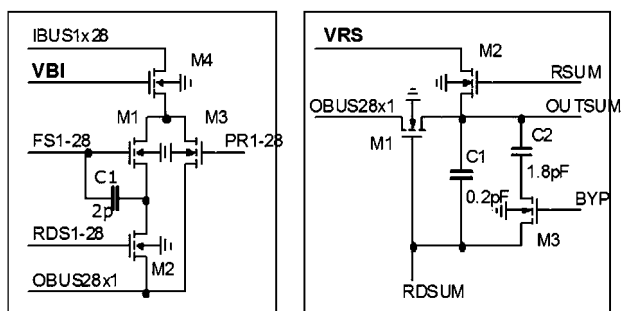 IBUS1x28
M4
VBI
M1
M3
FS1-28
PR1-28
C1
2p
RDS1-28
M2
OBUS28x1
VRS
M2
RSUM
OBUS28x1
OUTSUM
M1
C1
C2
0.2pF
1.8pF
BYP
M3
RDSUM